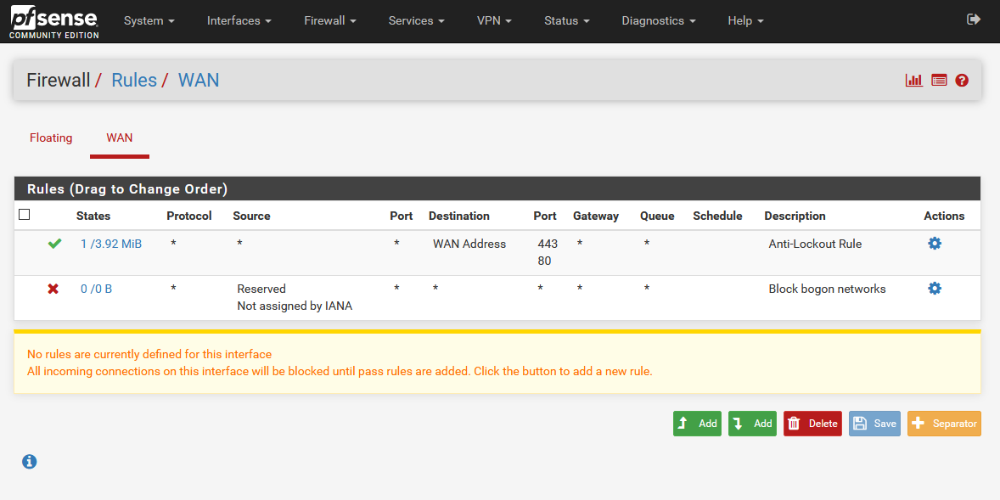 pfsense
COMMUNITY EDITION
System Interfaces Firewall Services VPN Status Diagnostics Help
Firewall / Rules / WAN
Floating WAN
Rules (Drag to Change Order)
States Protocol Source Port Destination Port Gateway Queue Schedule Description Actions
1 /3.92 MiB * * * WAN Address 443 * * Anti-Lockout Rule
80
0 /0 B * Reserved * * * * * Block bogon networks
Not assigned by IANA
No rules are currently defined for this interface
All incoming connections on this interface will be blocked until pass rules are added. Click the button to add a new rule.
Add Add Delete Save Separator